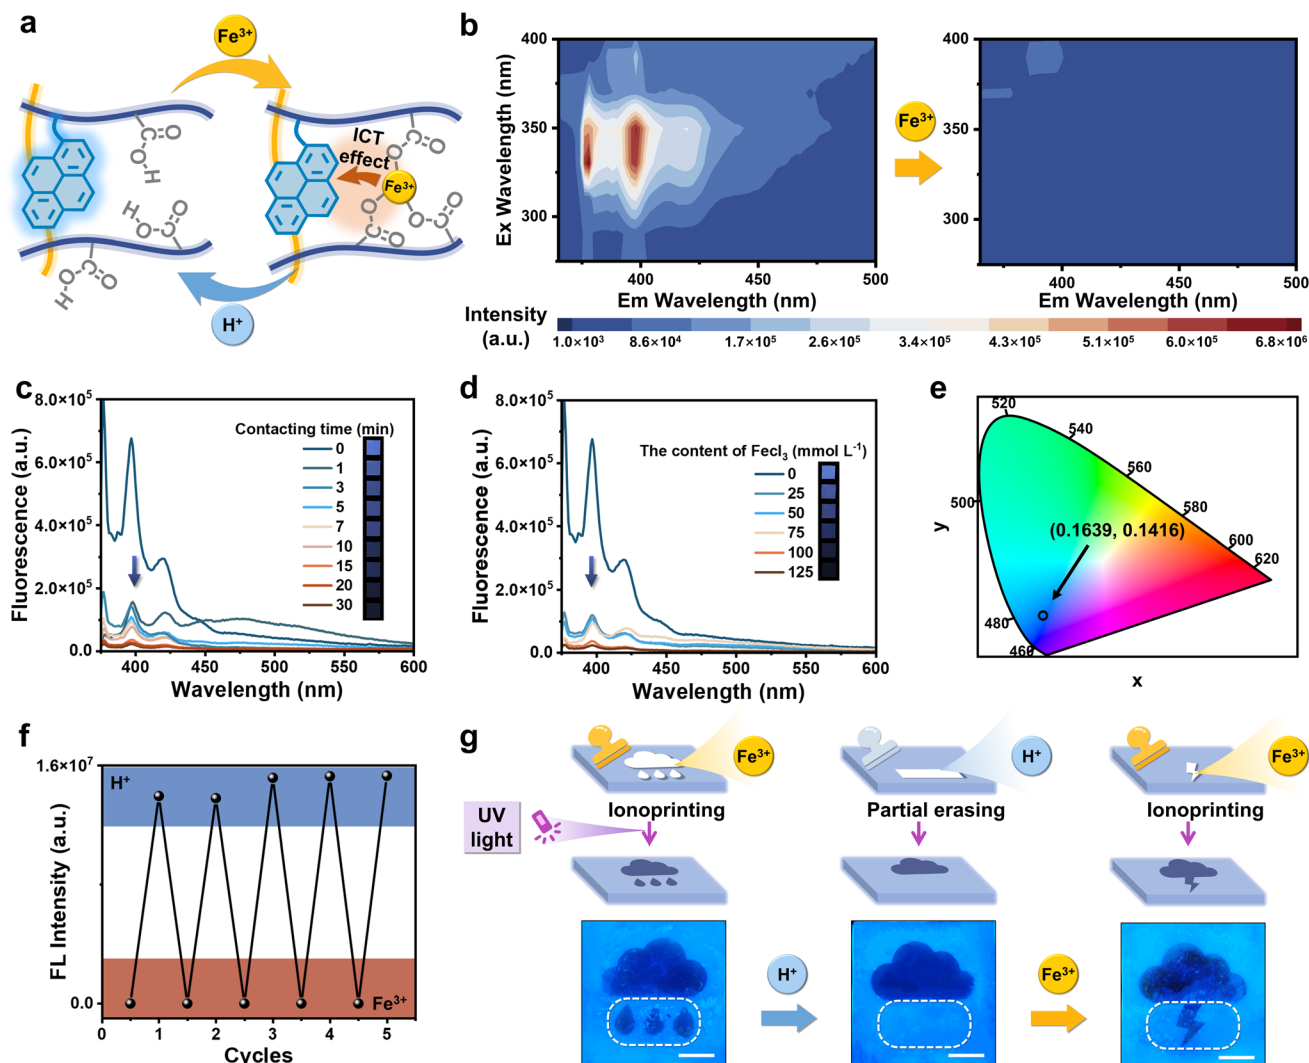 a
Fe³⁺
ICT
effect
Fe³⁺
C
O
O
H
H
O
C
O
O
C
O
H
C
O
O
O
C
O
O
C
O
H⁺
b
Ex Wavelength (nm)
400
350
300
400
450
500
Em Wavelength (nm)
Fe³⁺
400
350
300
400
450
500
Em Wavelength (nm)
Intensity
(a.u.)
1.0×10³
8.6×10⁴
1.7×10⁵
2.6×10⁵
3.4×10⁵
4.3×10⁵
5.1×10⁵
6.0×10⁵
6.8×10⁶
c
Fluorescence (a.u.)
8.0×10⁵
6.0×10⁵
4.0×10⁵
2.0×10⁵
0.0
Contacting time (min)
0
1
3
5
7
10
15
20
30
400
450
500
550
600
Wavelength (nm)
d
Fluorescence (a.u.)
8.0×10⁵
6.0×10⁵
4.0×10⁵
2.0×10⁵
0.0
The content of Fecl₃ (mmol L⁻¹)
0
25
50
75
100
125
400
450
500
550
600
Wavelength (nm)
e
520
540
560
580
600
620
500
480
460
(0.1639, 0.1416)
y
x
f
FL Intensity (a.u.)
1.6×10⁷
0.0
H⁺
Fe³⁺
0
1
2
3
4
5
Cycles
g
Fe³⁺
H⁺
Fe³⁺
Ionoprinting
Partial erasing
Ionoprinting
UV
light
H⁺
Fe³⁺